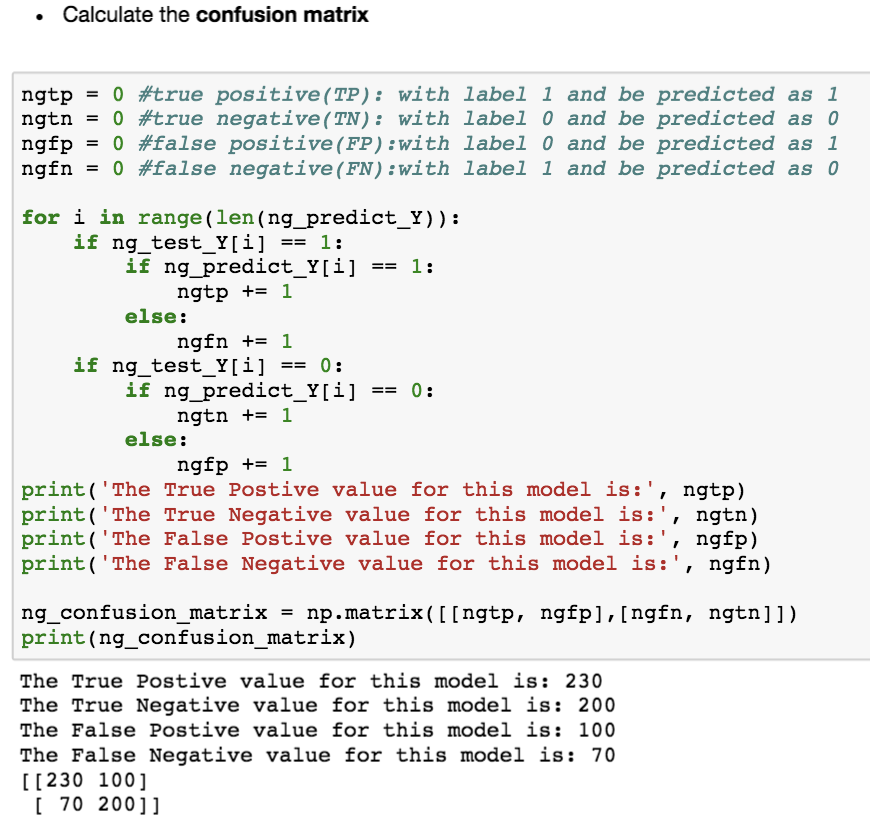 • Calculate the confusion matrix
ngtp = 0 #true positive(TP): with label 1 and be predicted as 1
ngtn = 0 #true negative(TN): with label 0 and be predicted as 0
ngfp = 0 #false positive(FP):with label 0 and be predicted as 1
ngfn = 0 #false negative(FN):with label 1 and be predicted as 0
for i in range(len(ng_predict_Y)):
    if ng_test_Y[i] == 1:
        if ng_predict_Y[i] == 1:
            ngtp += 1
        else:
            ngfn += 1
    if ng_test_Y[i] == 0:
        if ng_predict_Y[i] == 0:
            ngtn += 1
        else:
            ngfp += 1
print('The True Postive value for this model is:', ngtp)
print('The True Negative value for this model is:', ngtn)
print('The False Postive value for this model is:', ngfp)
print('The False Negative value for this model is:', ngfn)
ng_confusion_matrix = np.matrix([[ngtp, ngfp],[ngfn, ngtn]])
print(ng_confusion_matrix)
The True Postive value for this model is: 230
The True Negative value for this model is: 200
The False Postive value for this model is: 100
The False Negative value for this model is: 70
[[230 100]
 [ 70 200]]